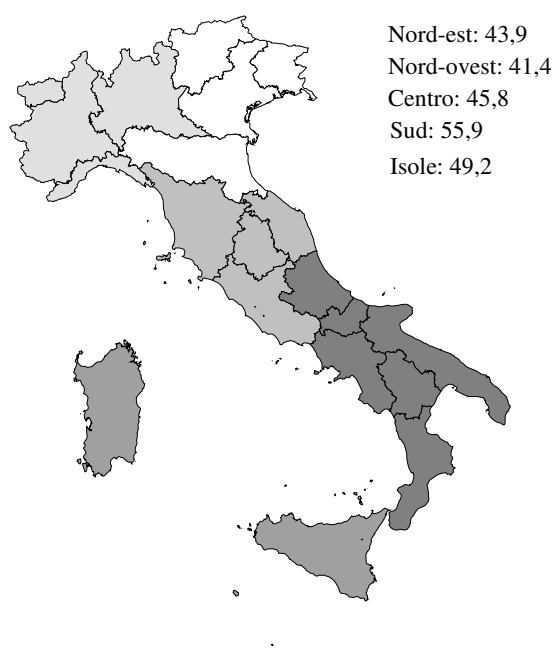 Nord-est: 43,9
Nord-ovest: 41,4
Centro: 45,8
Sud: 55,9
Isole: 49,2